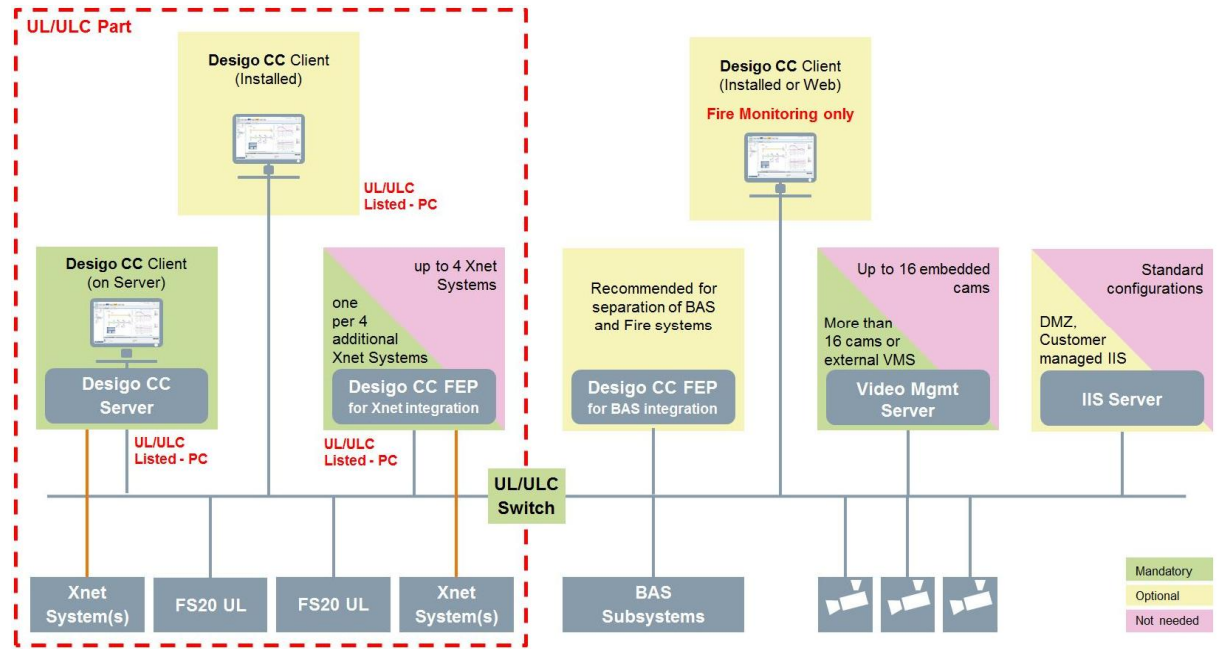 UL/ULC Part
Desigo CC Client
(Installed)
UL/ULC
Listed - PC
Desigo CC Client
(Installed or Web)
Fire Monitoring only
Desigo CC Client
(on Server)
Desigo CC
Server
UL/ULC
Listed - PC
up to 4 Xnet
Systems
one
per 4
additional
Xnet Systems
Desigo CC FEP
for Xnet integration
UL/ULC
Listed - PC
Recommended for
separation of BAS
and Fire systems
Desigo CC FEP
for BAS integration
Up to 16 embedded
cams
More than
16 cams or
external VMS
Video Mgmt
Server
Standard
configurations
DMZ,
Customer
managed IIS
IIS Server
UL/ULC
Switch
Xnet
System(s)
FS20 UL
FS20 UL
Xnet
System(s)
BAS
Subsystems
Mandatory
Optional
Not needed